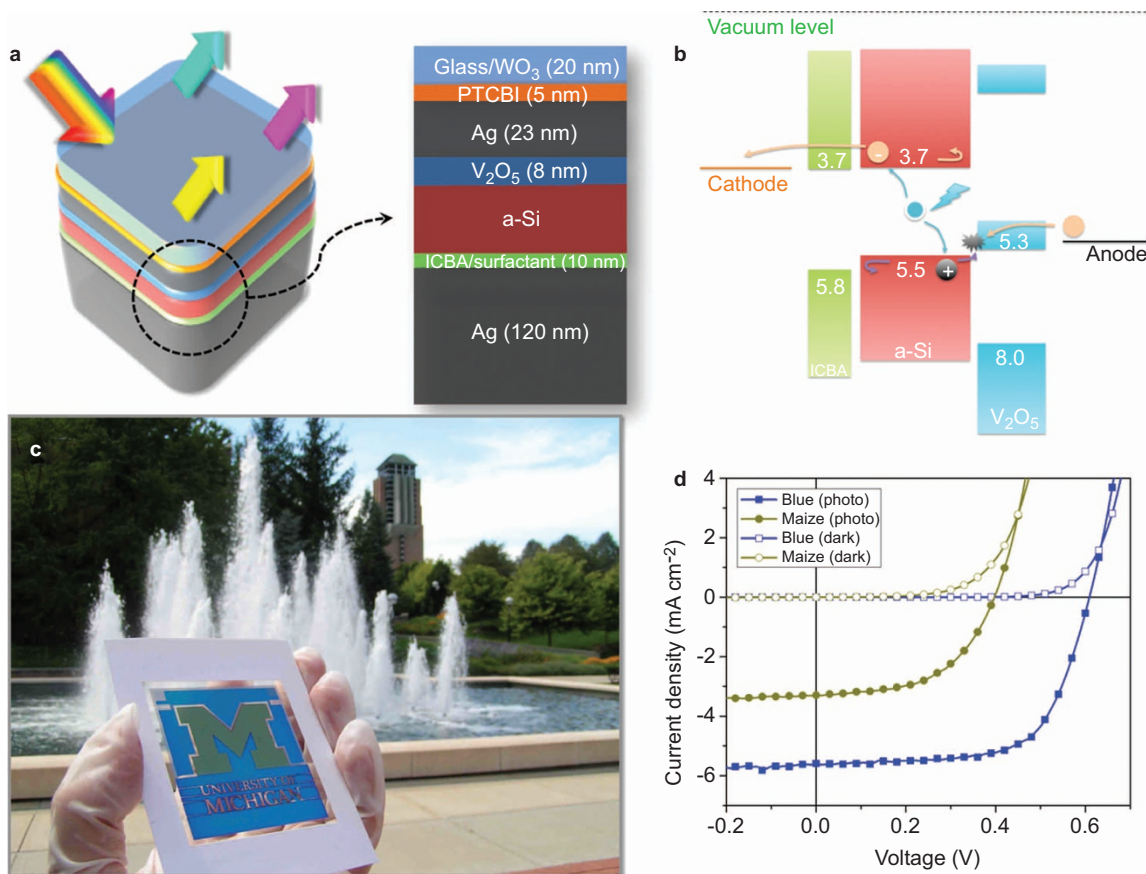 a
Glass/WO₃ (20 nm)
PTCBI (5 nm)
Ag (23 nm)
V₂O₅ (8 nm)
a-Si
ICBA/surfactant (10 nm)
Ag (120 nm)
Vacuum level
b
3.7
3.7
-
Cathode
5.3
Anode
5.5
+
5.8
a-Si
8.0
ICBA
V₂O₅
c
M
UNIVERSITY OF
MICHICAN
d
Blue (photo)
Maize (photo)
Blue (dark)
Maize (dark)
4
2
0
-2
-4
-6
Current density (mA cm⁻²)
-0.2
0.0
0.2
0.4
0.6
Voltage (V)